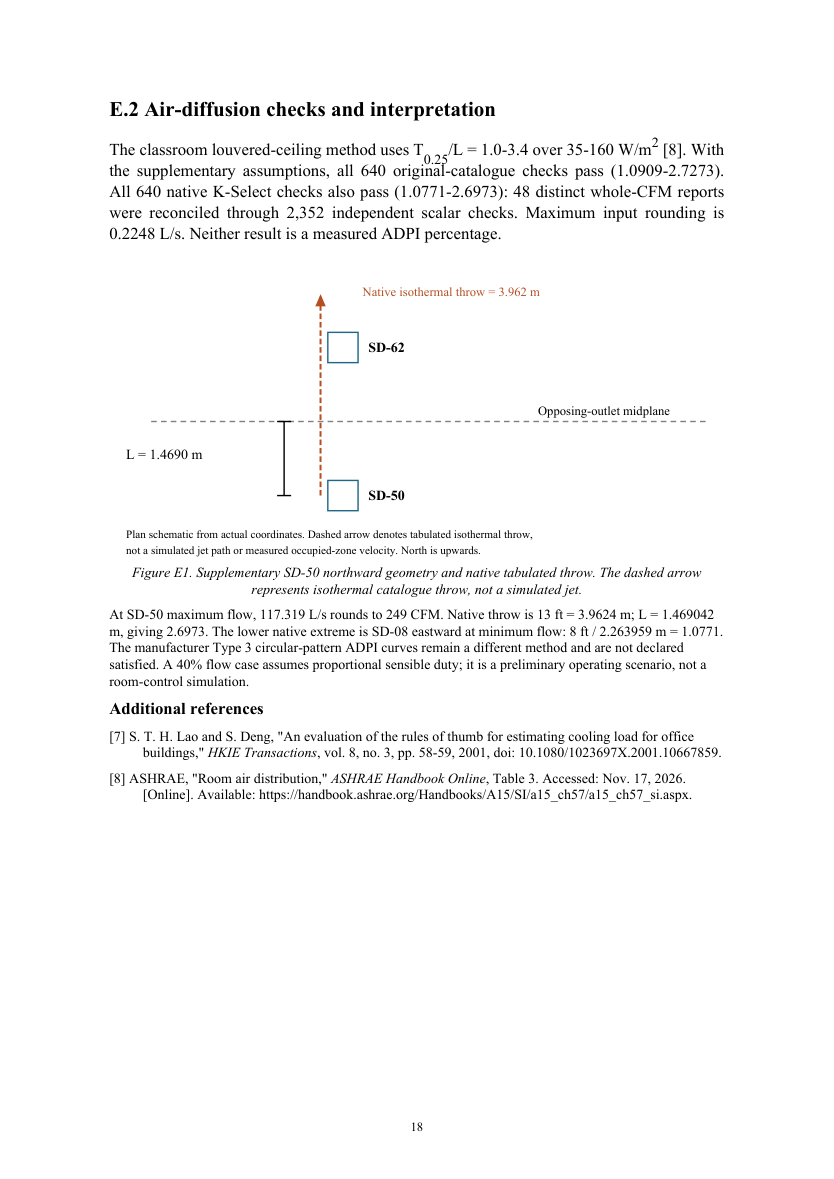 E.2 Air-diffusion checks and interpretation
The classroom louvered-ceiling method uses T0.25/L = 1.0-3.4 over 35-160 W/m2 [8]. With
the supplementary assumptions, all 640 original-catalogue checks pass (1.0909-2.7273).
All 640 native K-Select checks also pass (1.0771-2.6973): 48 distinct whole-CFM reports
were reconciled through 2,352 independent scalar checks. Maximum input rounding is
0.2248 L/s. Neither result is a measured ADPI percentage.
Native isothermal throw = 3.962 m
SD-62
Opposing-outlet midplane
L = 1.4690 m
SD-50
Plan schematic from actual coordinates. Dashed arrow denotes tabulated isothermal throw,
not a simulated jet path or measured occupied-zone velocity. North is upwards.
Figure E1. Supplementary SD-50 northward geometry and native tabulated throw. The dashed arrow
represents isothermal catalogue throw, not a simulated jet.
At SD-50 maximum flow, 117.319 L/s rounds to 249 CFM. Native throw is 13 ft = 3.9624 m; L = 1.469042
m, giving 2.6973. The lower native extreme is SD-08 eastward at minimum flow: 8 ft / 2.263959 m = 1.0771.
The manufacturer Type 3 circular-pattern ADPI curves remain a different method and are not declared
satisfied. A 40% flow case assumes proportional sensible duty; it is a preliminary operating scenario, not a
room-control simulation.
Additional references
[7] S. T. H. Lao and S. Deng, "An evaluation of the rules of thumb for estimating cooling load for office
buildings," HKIE Transactions, vol. 8, no. 3, pp. 58-59, 2001, doi: 10.1080/1023697X.2001.10667859.
[8] ASHRAE, "Room air distribution," ASHRAE Handbook Online, Table 3. Accessed: Nov. 17, 2026.
[Online]. Available: https://handbook.ashrae.org/Handbooks/A15/SI/a15_ch57/a15_ch57_si.aspx.
18